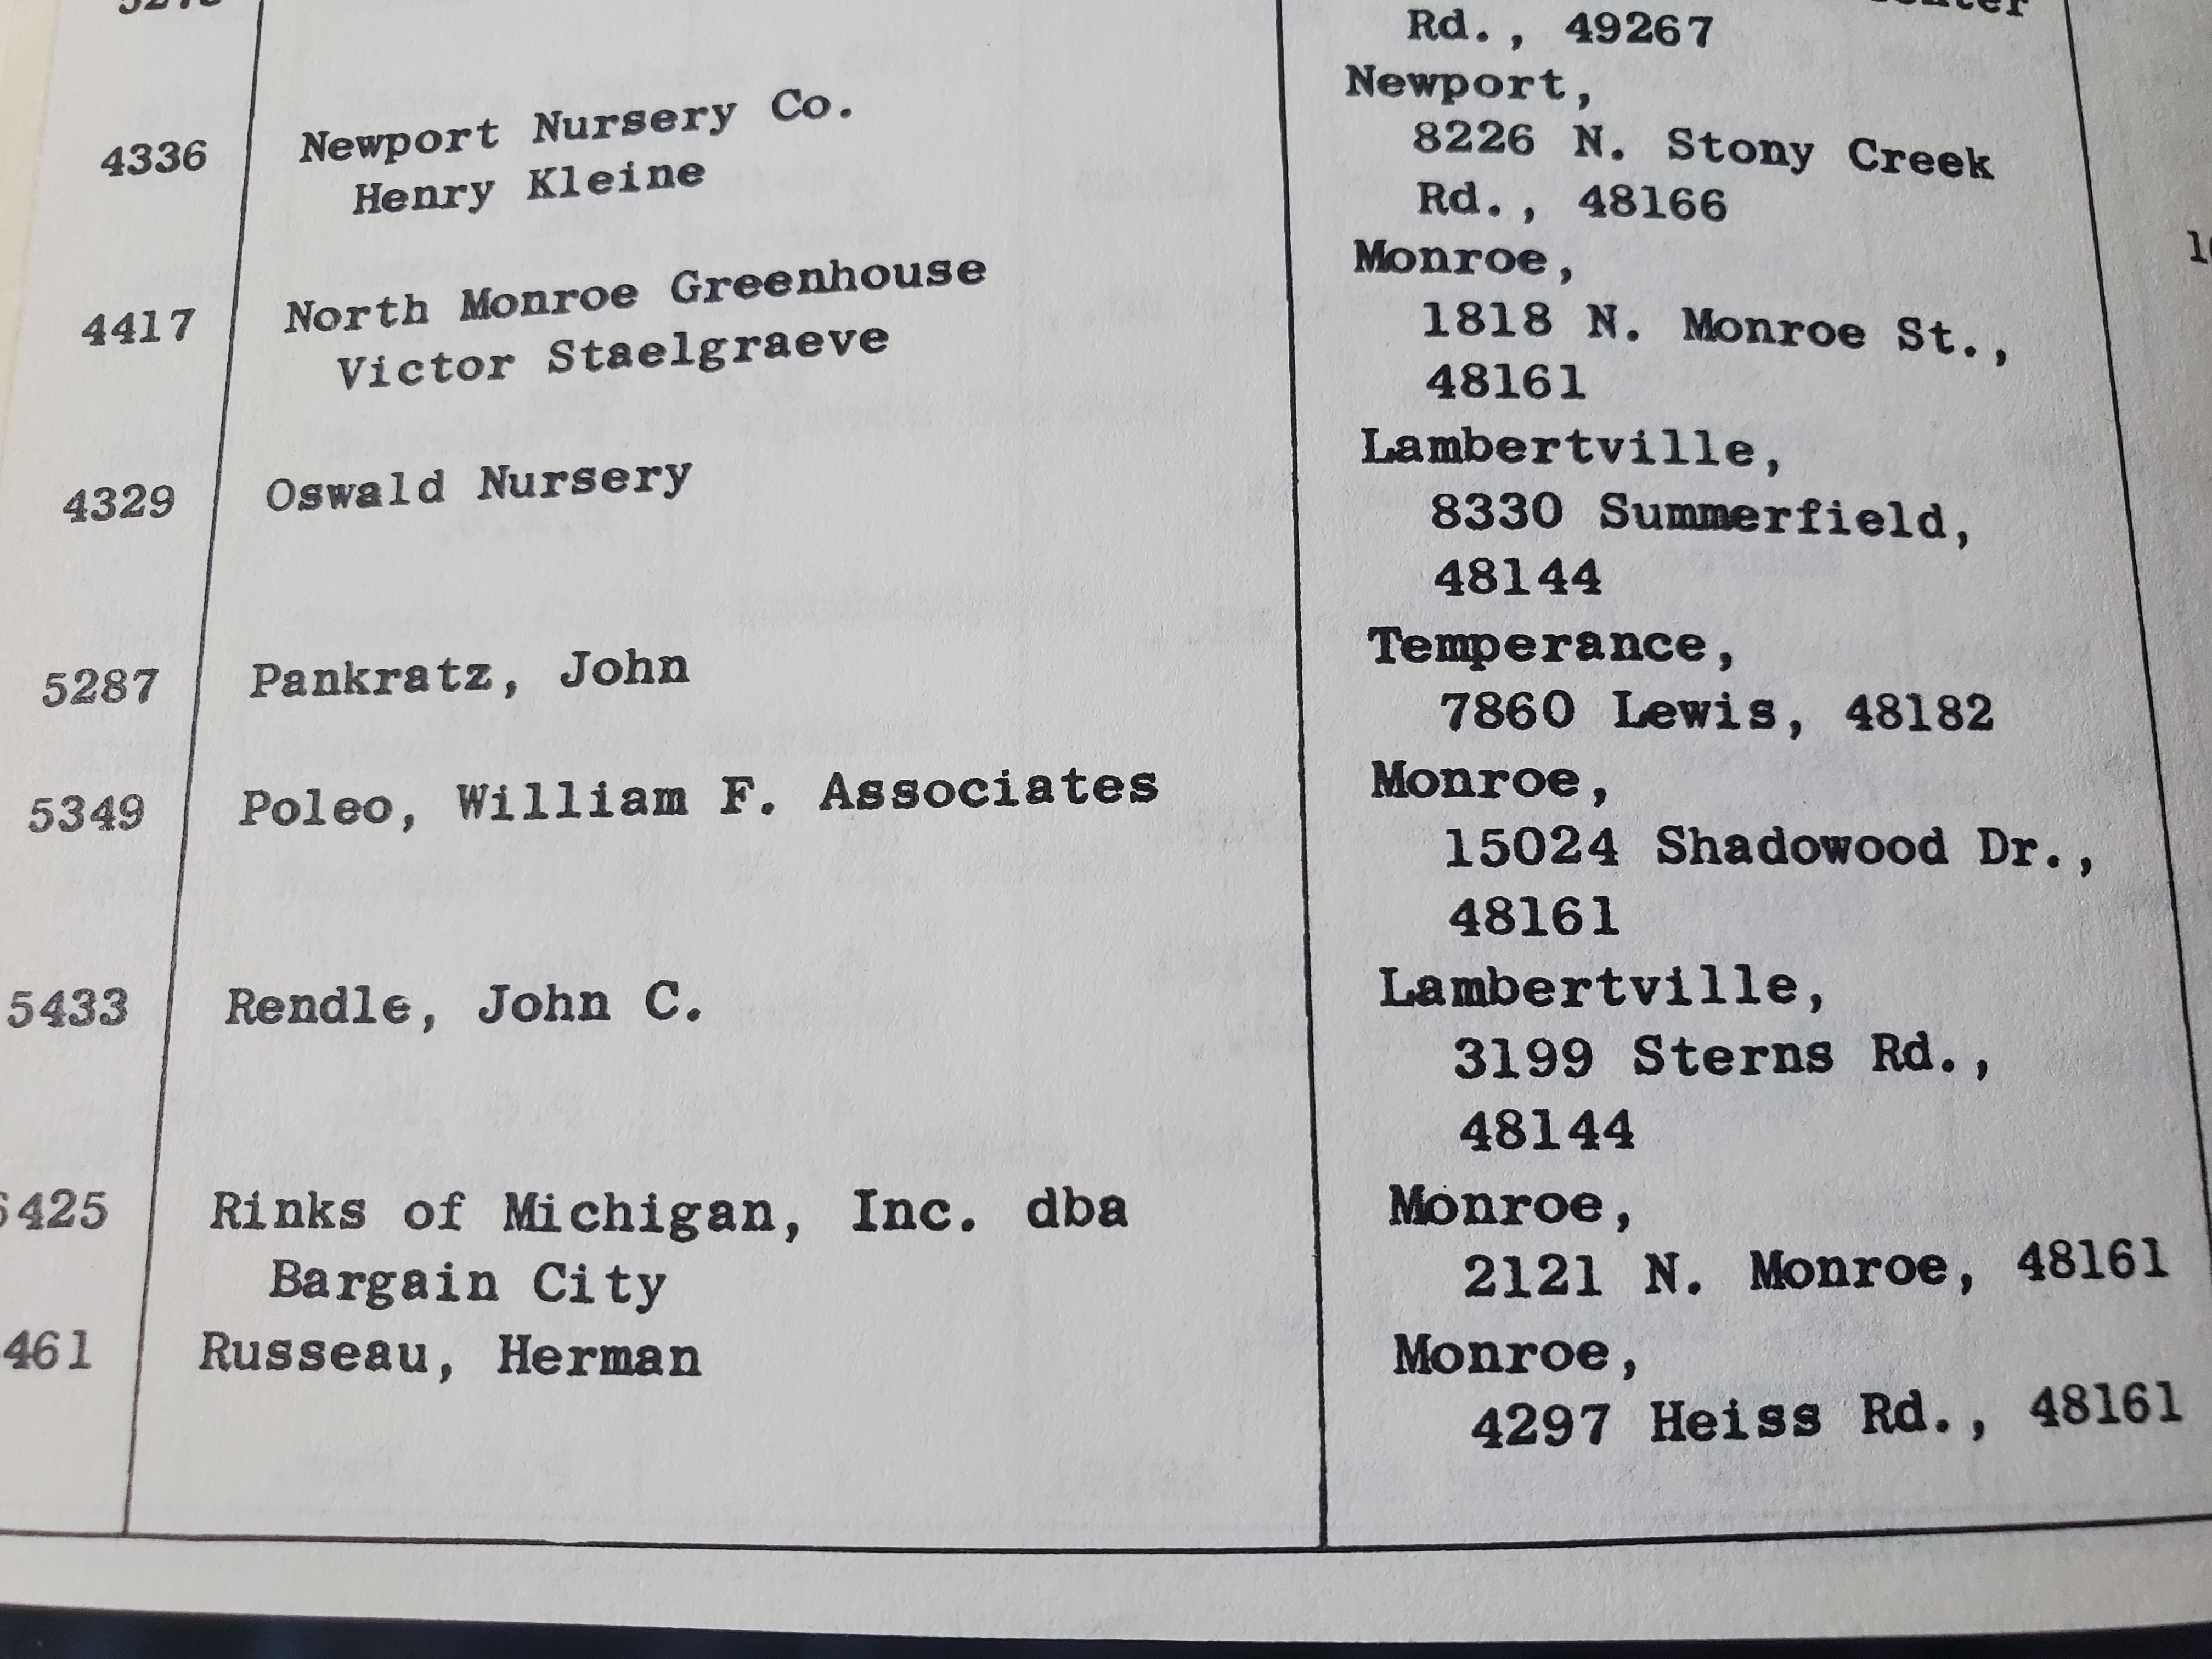 Rd., 49267
4336 Newport Nursery Co. Newport,
Henry Kleine 8226 N. Stony Creek
Rd., 48166
4417 North Monroe Greenhouse Monroe,
Victor Staelgraeve 1818 N. Monroe St.,
48161
4329 Oswald Nursery Lambertville,
8330 Summerfield,
48144
5287 Pankratz, John Temperance,
7860 Lewis, 48182
5349 Poleo, William F. Associates Monroe,
15024 Shadowood Dr.,
48161
5433 Rendle, John C. Lambertville,
3199 Sterns Rd.,
48144
425 Rinks of Michigan, Inc. dba Monroe,
Bargain City 2121 N. Monroe, 48161
461 Russeau, Herman Monroe,
4297 Heiss Rd., 48161